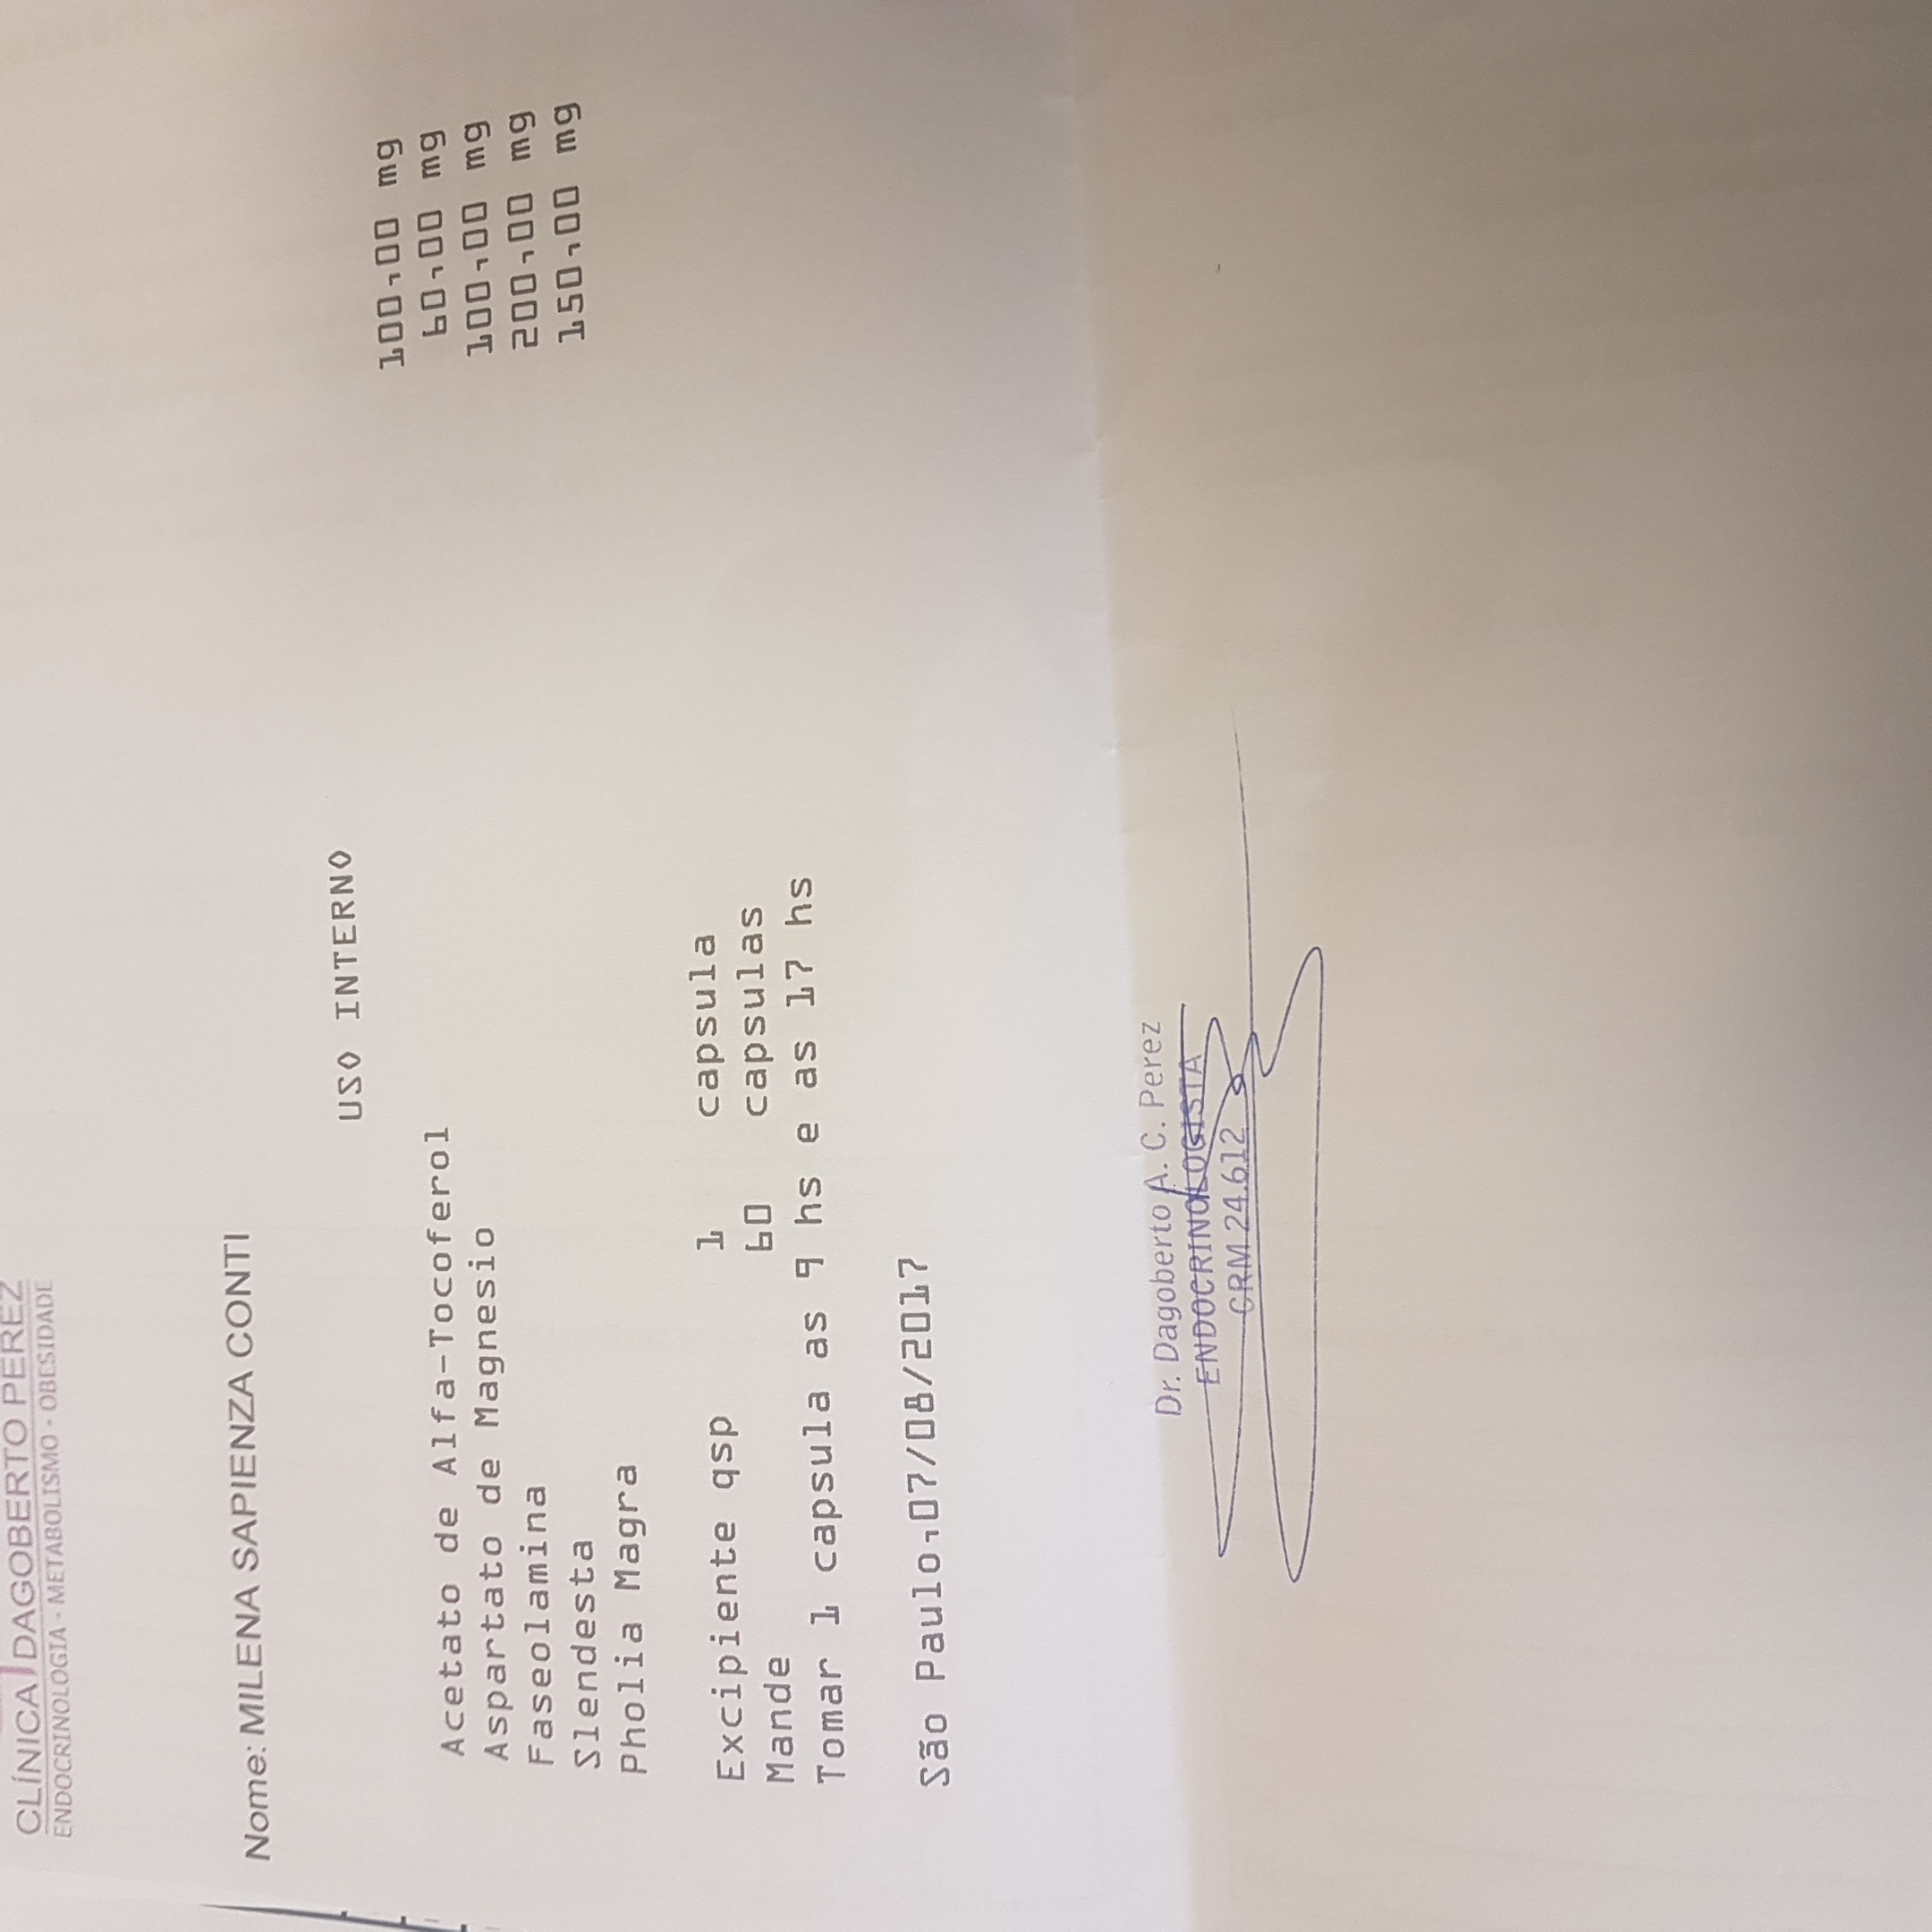 CLÍNICA DAGOBERTO PEREZ
ENDOCRINOLOGIA - METABOLISMO - OBESIDADE
Nome: MILENA SAPIENZA CONTI
USO INTERNO
Acetato de Alfa-Tocoferol 100,00 mg
Aspartato de Magnesio 60,00 mg
Faseolamina 100,00 mg
Slendesta 200,00 mg
Pholia Magra 150,00 mg
Excipiente qsp 1 capsula
Mande 60 capsulas
Tomar 1 capsula as 9 hs e as 17 hs
São Paulo,07/08/2017
Dr. Dagoberto A. C. Perez
ENDOCRINOLOGISTA
CRM 24.612